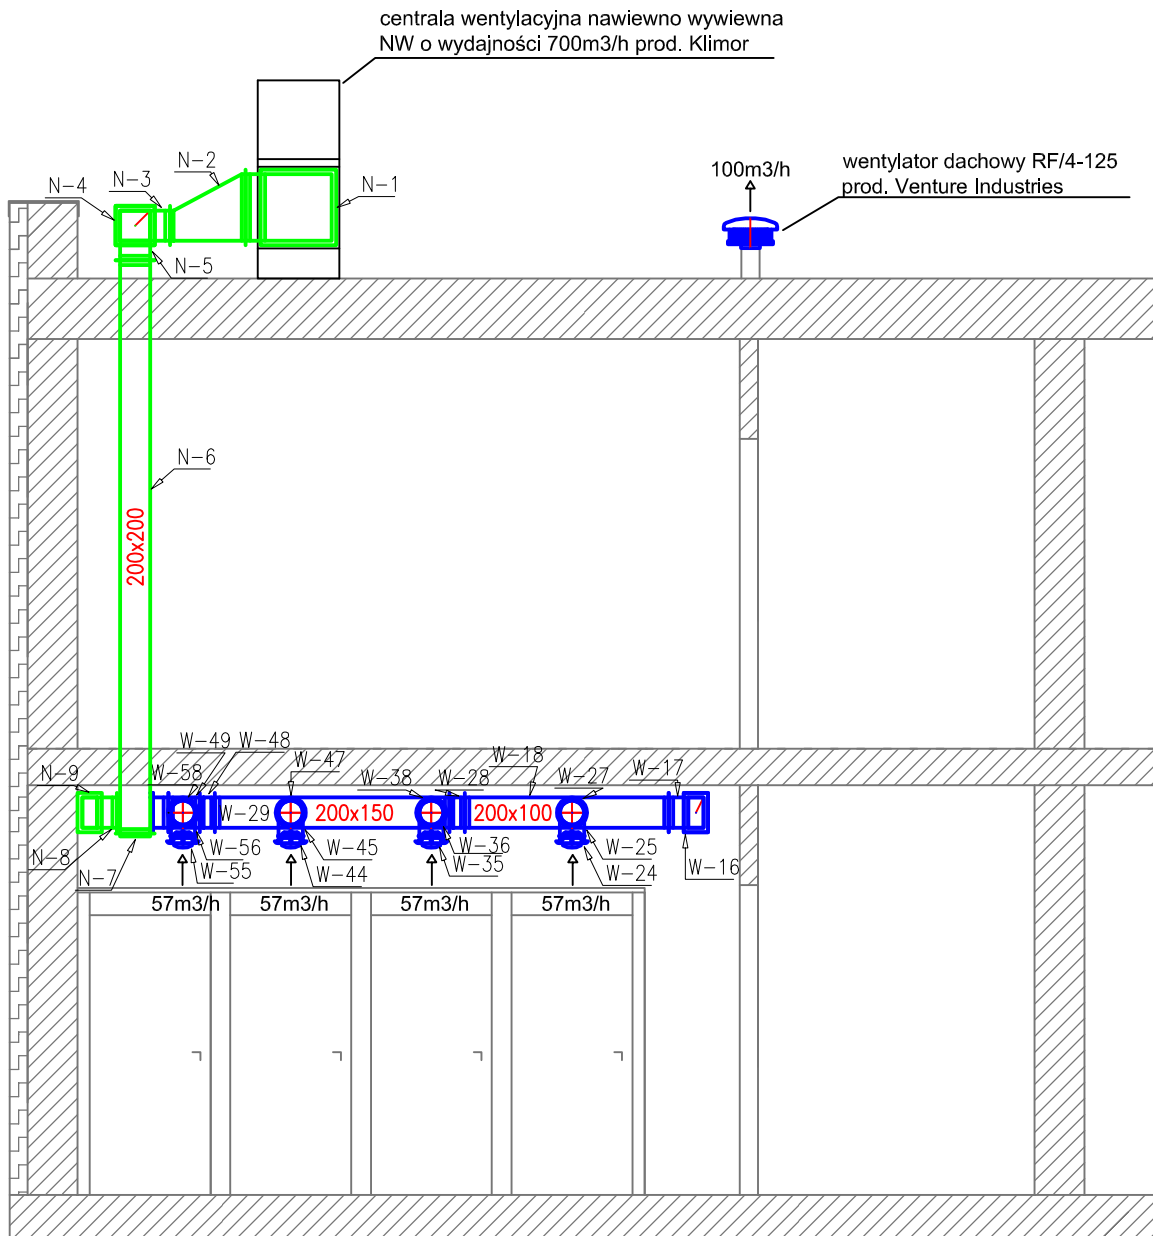 centrala wentylacyjna nawiewno wywiewna
NW o wydajności 700m3/h prod. Klimor
100m3/h
wentylator dachowy RF/4-125
prod. Venture Industries
N-2
N-3
N-4
N-1
N-5
N-6
200x200
W-49
W-48
W-47
W-18
N-9
W-58
W-38
W-28
W-27
W-17
W-29
200x150
200x100
N-8
N-7
W-56
W-55
W-45
W-44
W-36
W-35
W-25
W-24
W-16
57m3/h
57m3/h
57m3/h
57m3/h